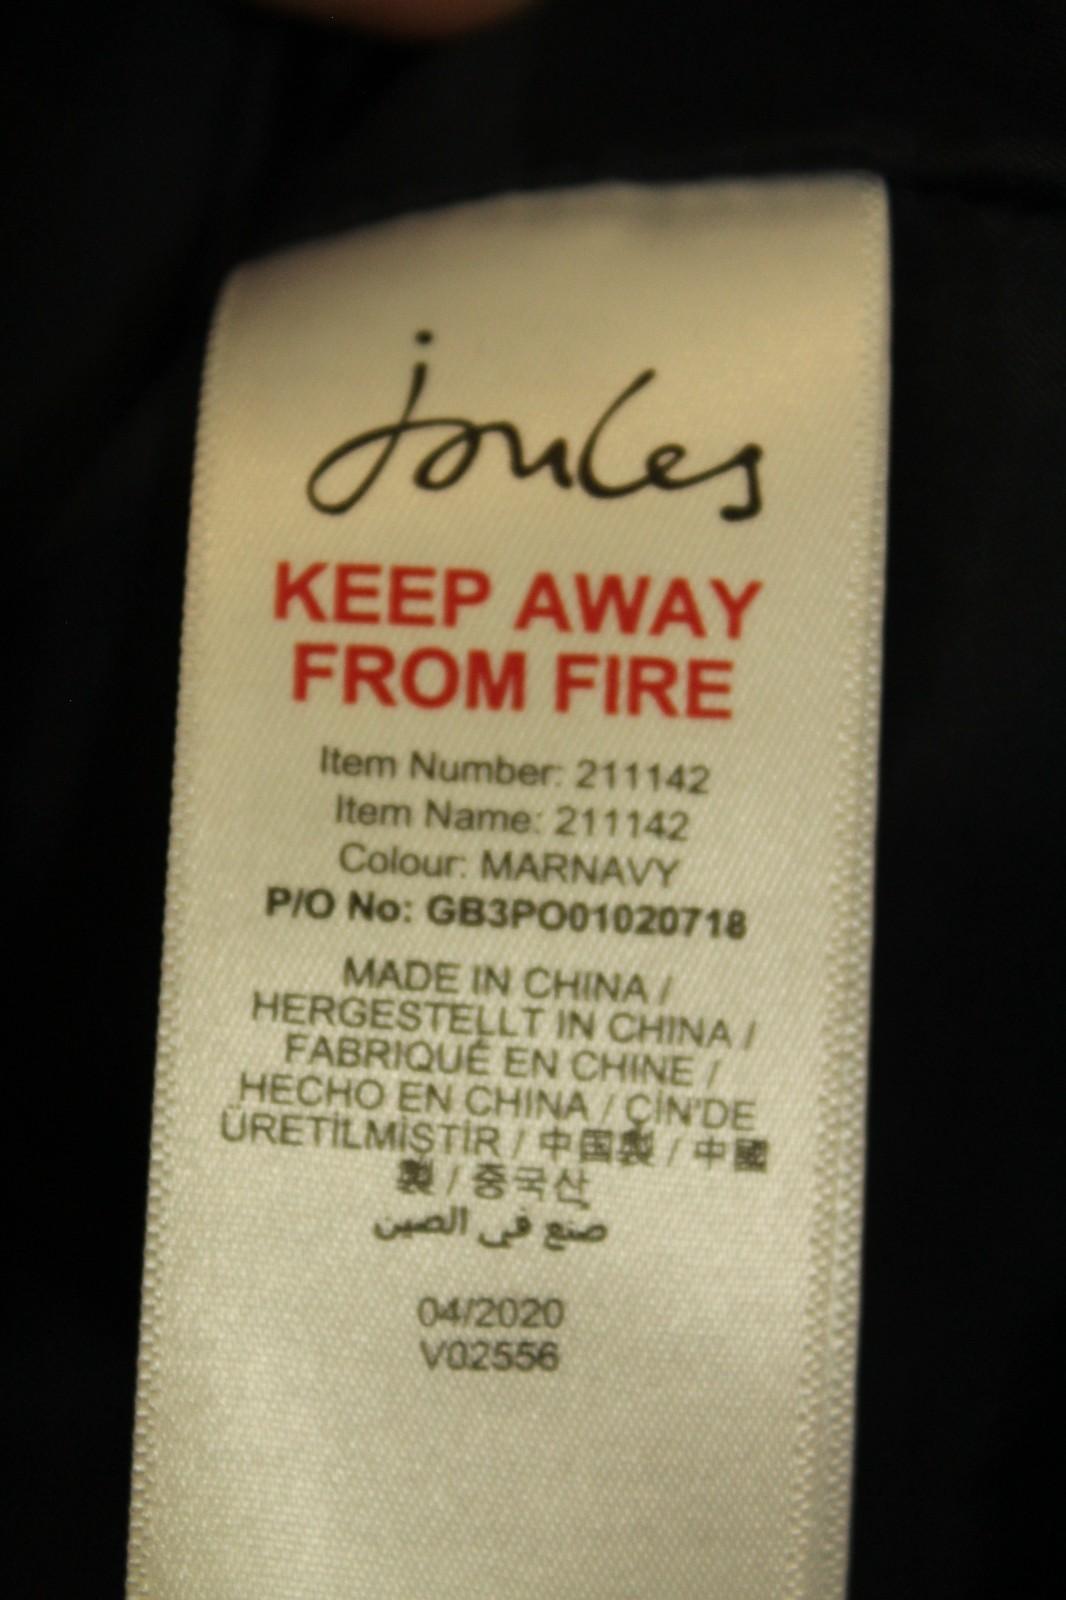 joules
KEEP AWAY
FROM FIRE
Item Number: 211142
Item Name: 211142
Colour: MARNAVY
P/O No: GB3PO01020718
MADE IN CHINA /
HERGESTELLT IN CHINA /
FABRIQUÉ EN CHINE /
HECHO EN CHINA / ÇİN'DE
ÜRETİLMİŞTİR / 中国製 / 中國
製 / 중국산
صنع في الصين
04/2020
V02556